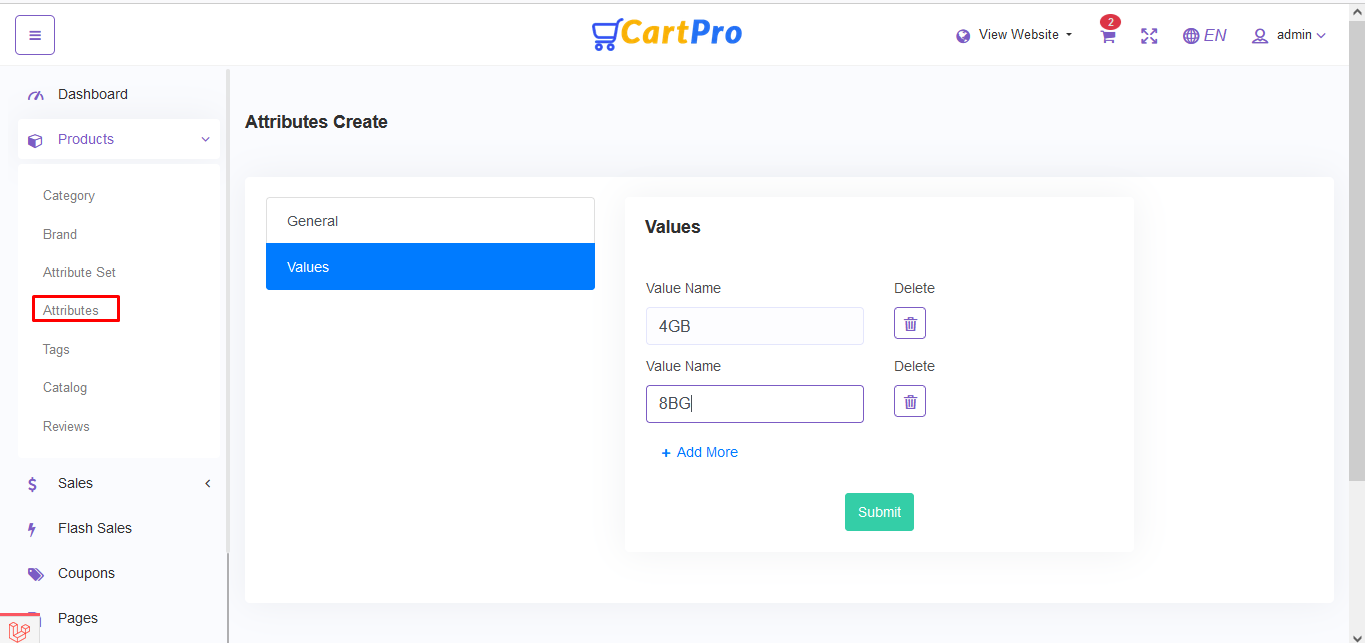 CartPro
View Website
2
EN
admin
Dashboard
Products
Category
Brand
Attribute Set
Attributes
Tags
Catalog
Reviews
Sales
Flash Sales
Coupons
Pages
Attributes Create
General
Values
Values
Value Name Delete
4GB
Value Name Delete
8BG
+ Add More
Submit